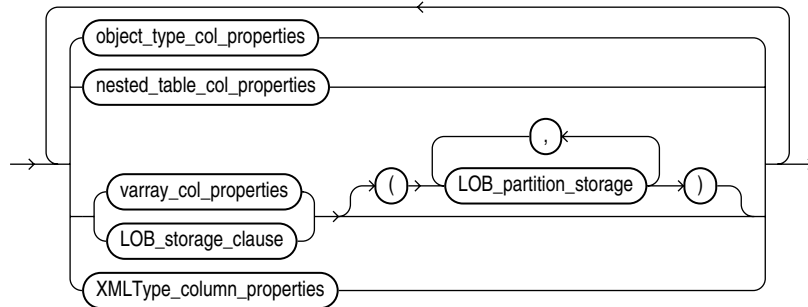 object_type_col_properties
nested_table_col_properties
,
varray_col_properties
( LOB_partition_storage )
LOB_storage_clause
XMLType_column_properties